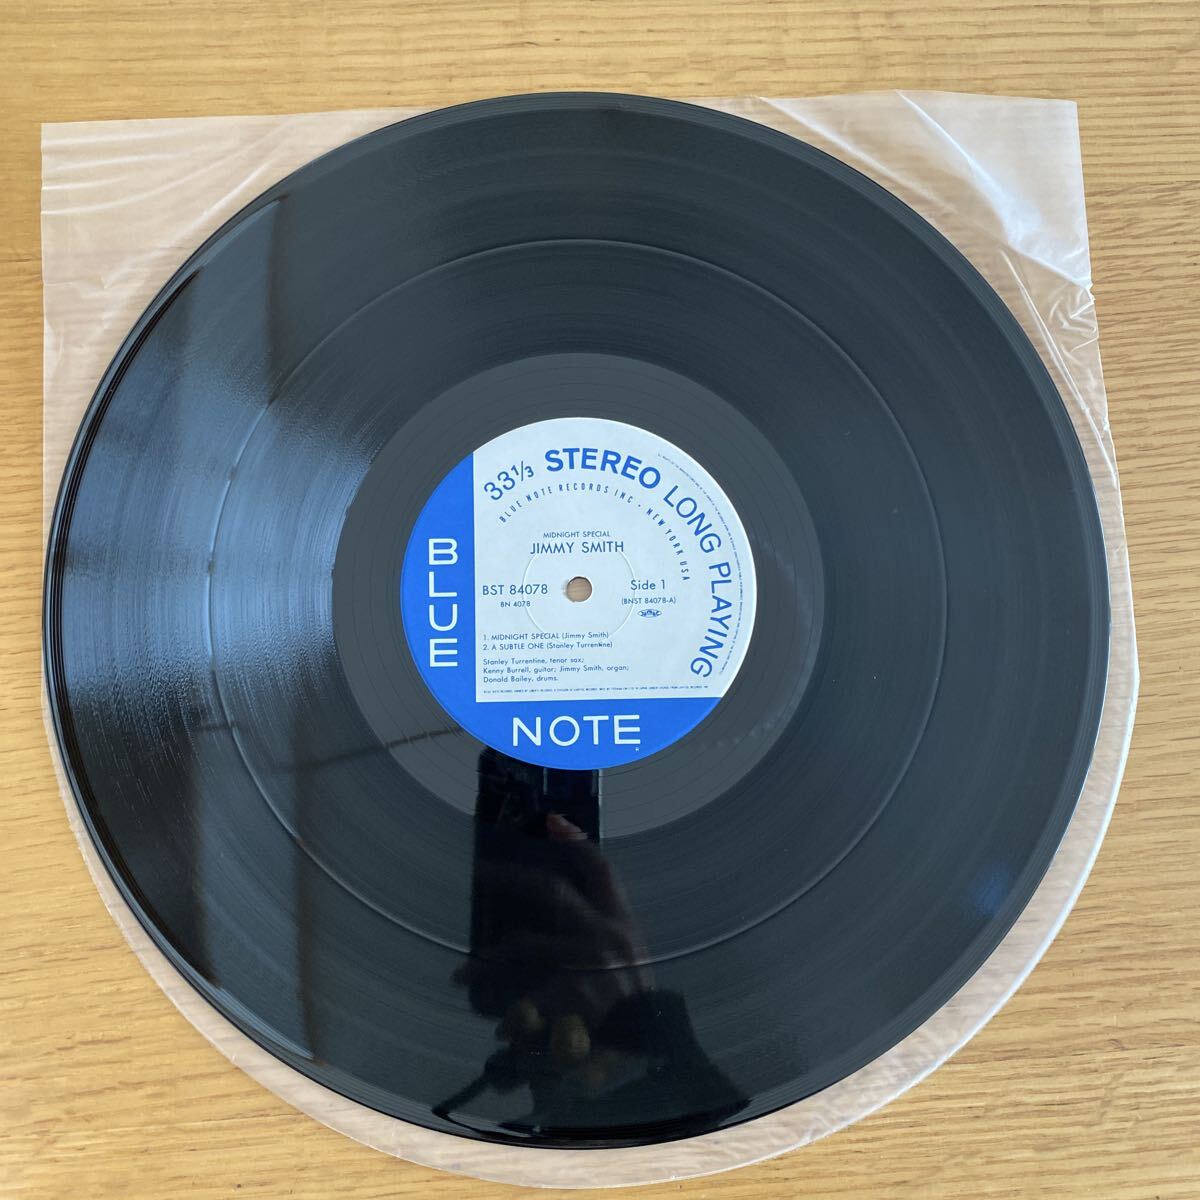 33⅓ STEREO LONG PLAYING
BLUE NOTE RECORDS INC · NEW YORK USA
MIDNIGHT SPECIAL
JIMMY SMITH
BST 84078
BN 4078
Side 1
(BNST 84078-A)
1. MIDNIGHT SPECIAL (Jimmy Smith)
2. A SUBTLE ONE (Stanley Turrentine)
Stanley Turrentine, tenor sax;
Kenny Burrell, guitar; Jimmy Smith, organ;
Donald Bailey, drums.
BLUE
NOTE